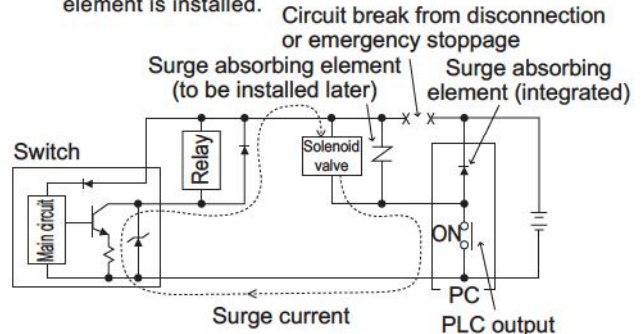 element is installed.
Circuit break from disconnection
or emergency stoppage
Surge absorbing element
(to be installed later)
Surge absorbing
element (integrated)
Switch
Relay
Solenoid
valve
Main circuit
ON
PC
Surge current
PLC output